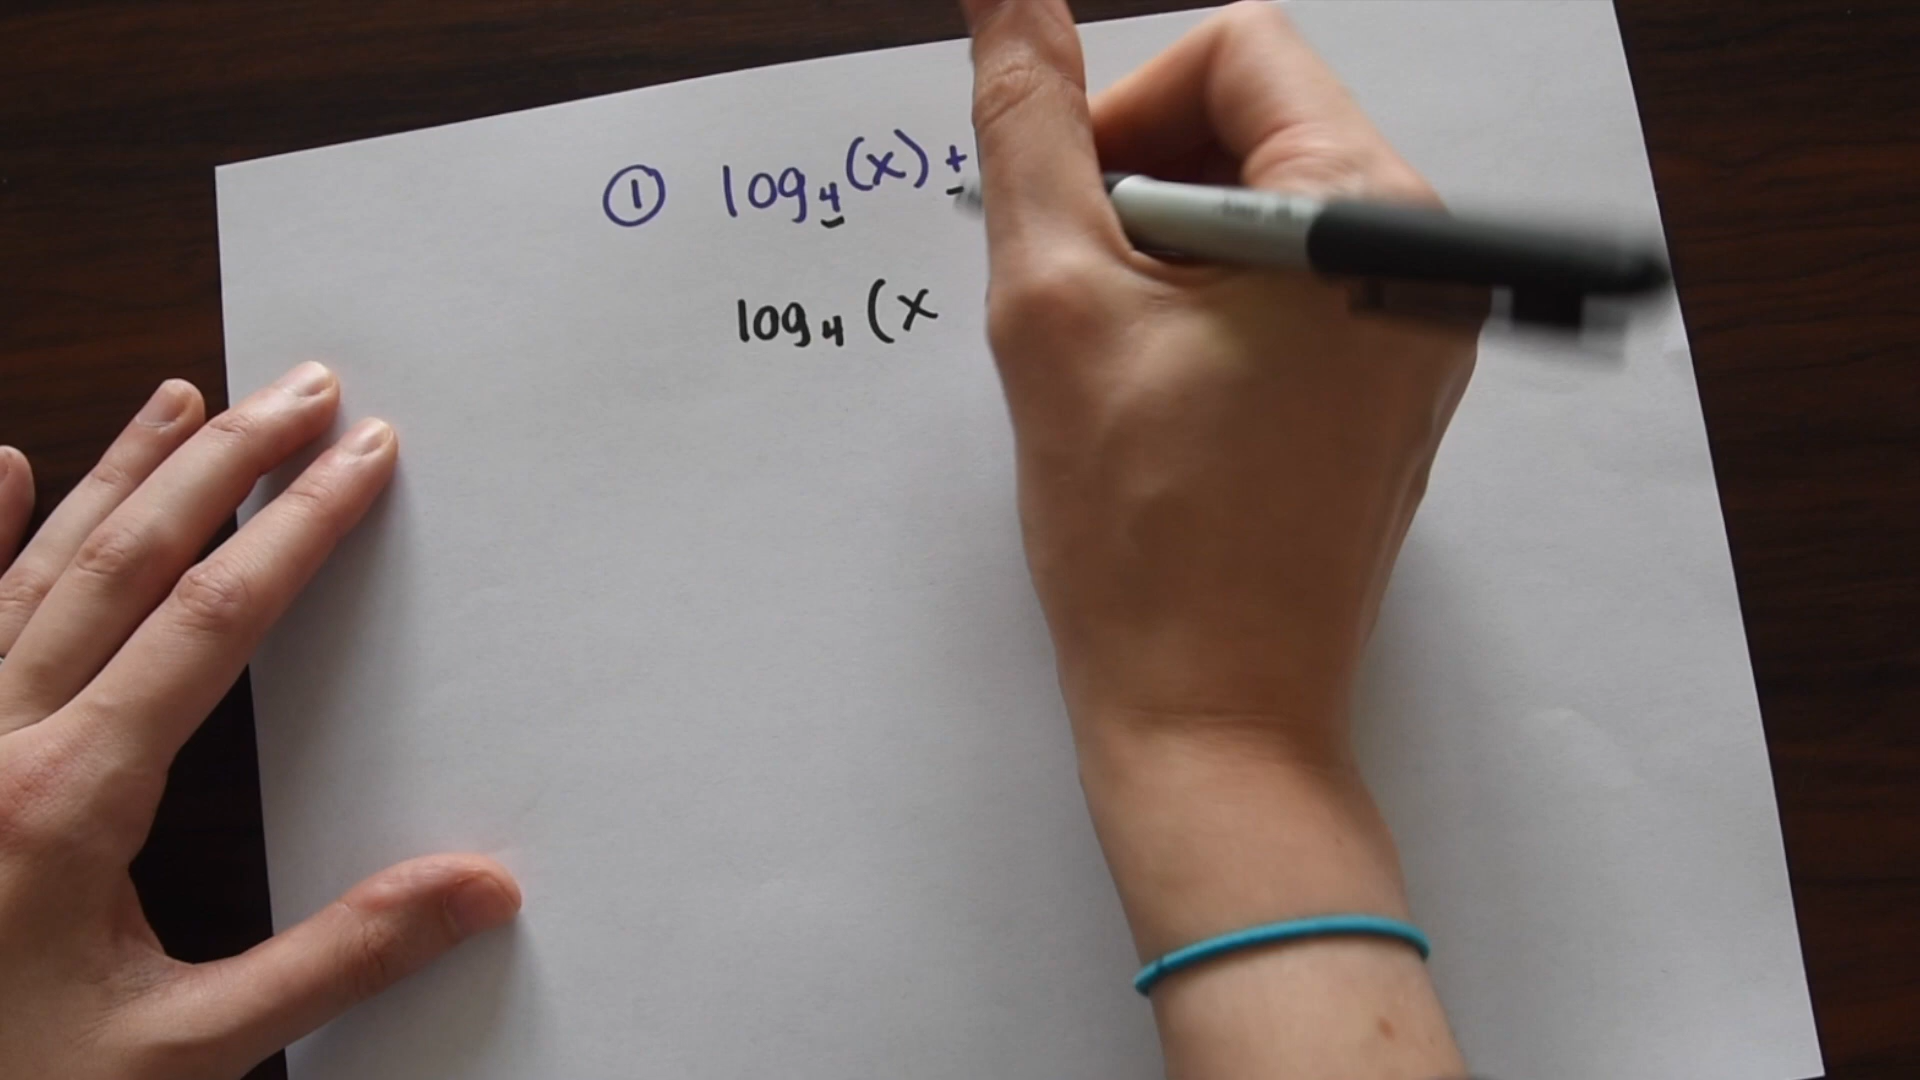 ① log₄(x) +
log₄ (x